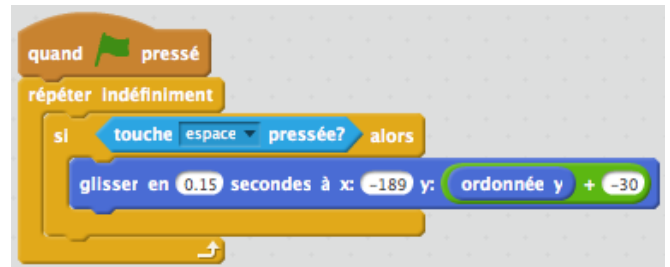 quand pressé
répéter indéfiniment
si touche espace pressée? alors
glisser en 0.15 secondes à x: -189 y: ordonnée y + -30